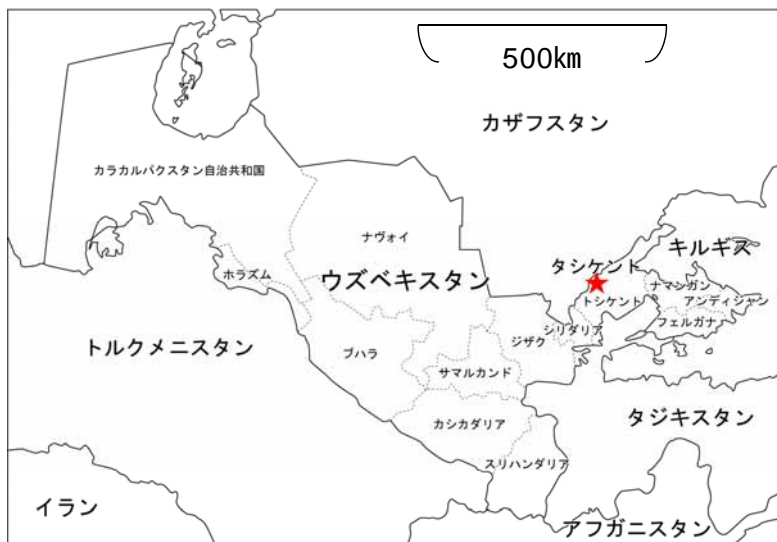 500km
カザフスタン
カラカルパクスタン自治共和国
ナヴォイ
キルギス
タシケント
ホラズム
ウズベキスタン
ナマンガン
トシケント
アンディジャン
シリダリア
フェルガナ
ジザク
トルクメニスタン
ブハラ
サマルカンド
タジキスタン
カシカダリア
スリハンダリア
イラン
アフガニスタン